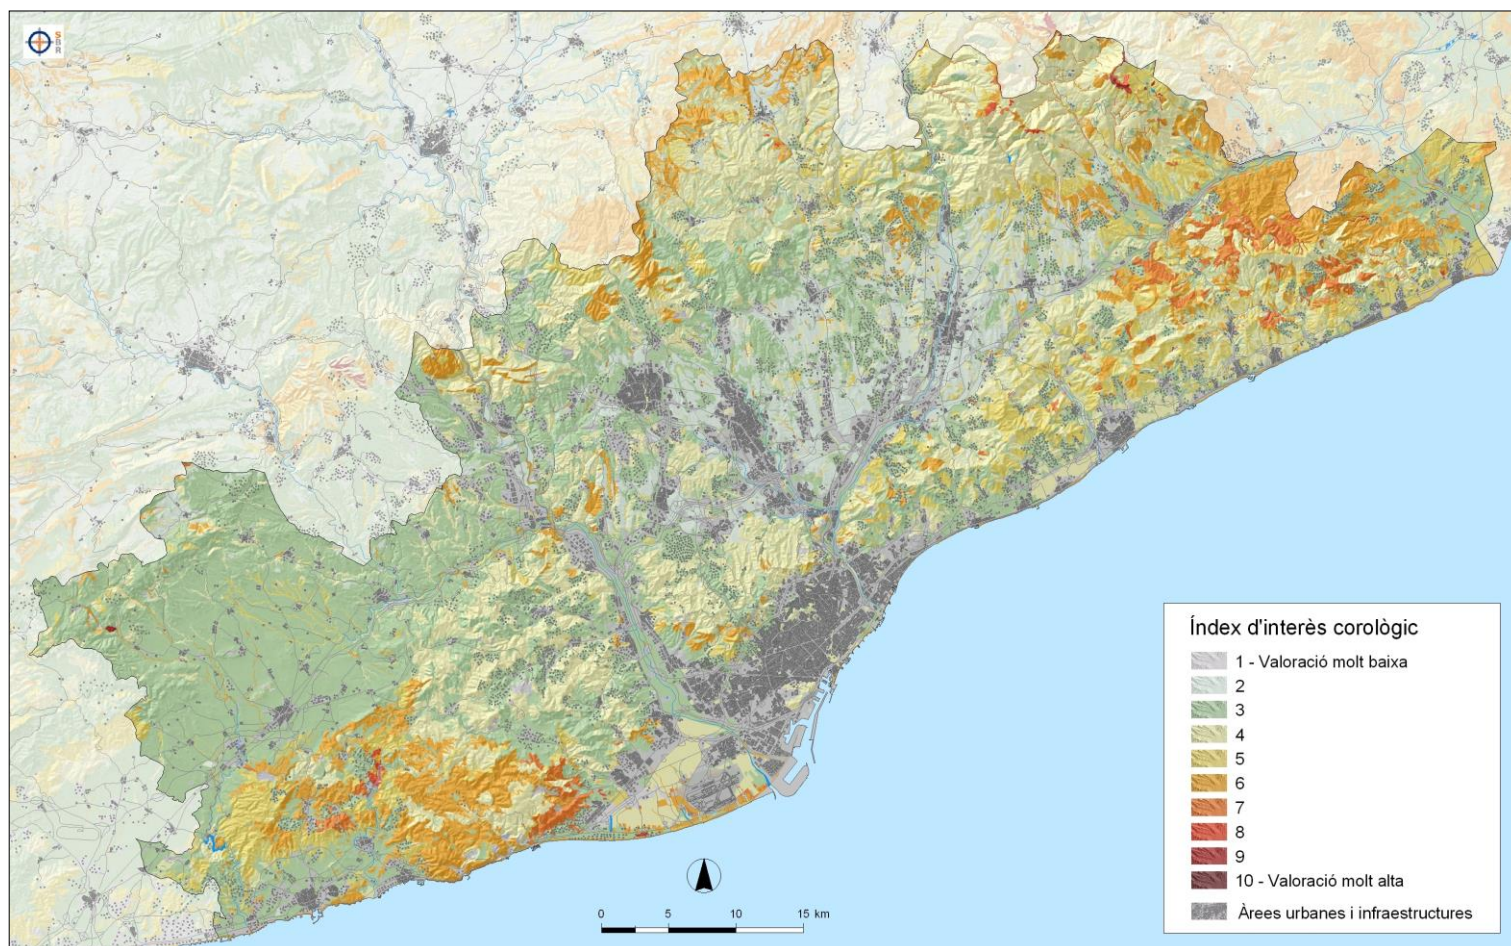 S
B
R
Índex d'interès corològic
1 - Valoració molt baixa
2
3
4
5
6
7
8
9
10 - Valoració molt alta
Àrees urbanes i infraestructures
0 5 10 15 km